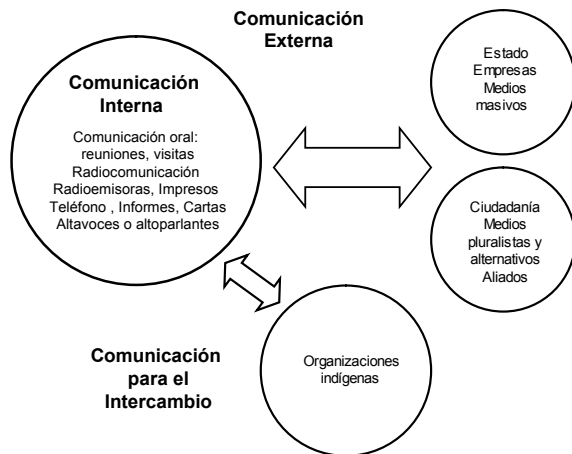 Comunicación
Externa
Comunicación
Interna
Comunicación oral:
reuniones, visitas
Radiocomunicación
Radioemisoras, Impresos
Teléfono , Informes, Cartas
Altavoces o altoparlantes
Estado
Empresas
Medios
masivos
Ciudadanía
Medios
pluralistas y
alternativos
Aliados
Comunicación
para el
Intercambio
Organizaciones
indígenas